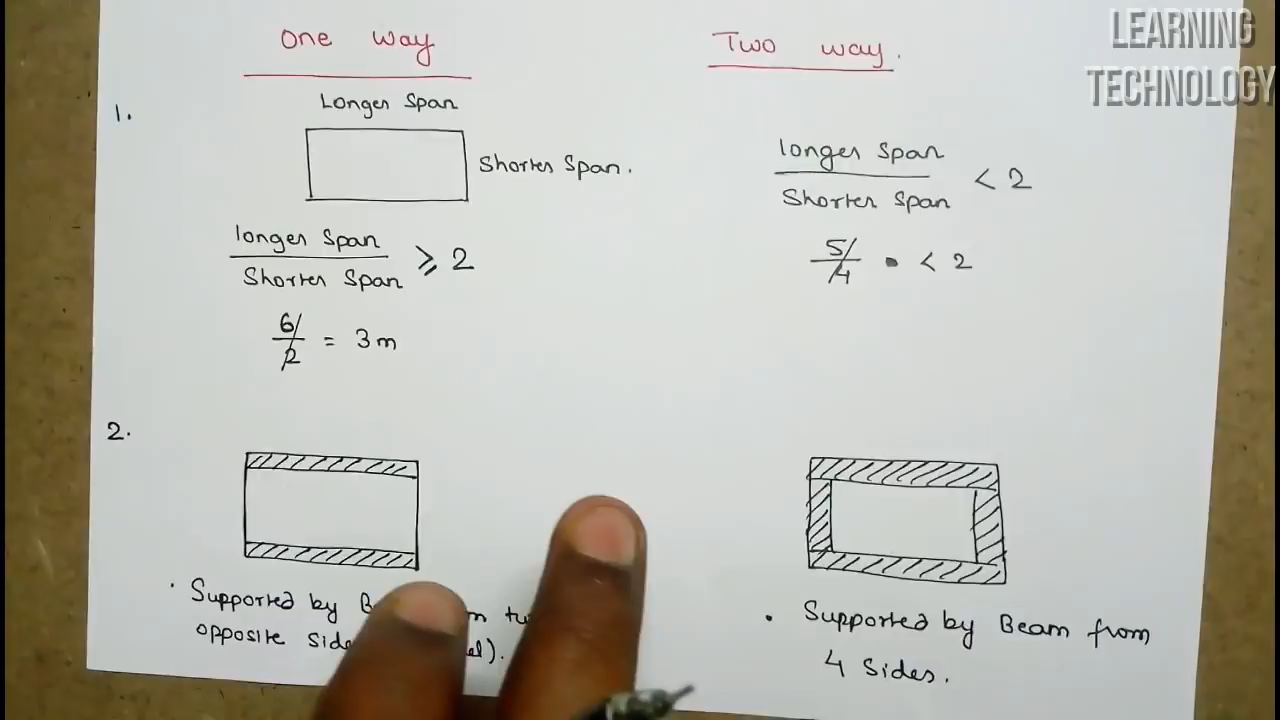 One way
Two way.
LEARNING
TECHNOLOGY
1.
Longer Span
Shorter Span.
longer Span
Shorter Span
≥ 2
6/2 = 3m
longer Span
Shorter Span
< 2
5/4 • < 2
2.
• Supported by
opposite
• Supported by Beam from
4 Sides.